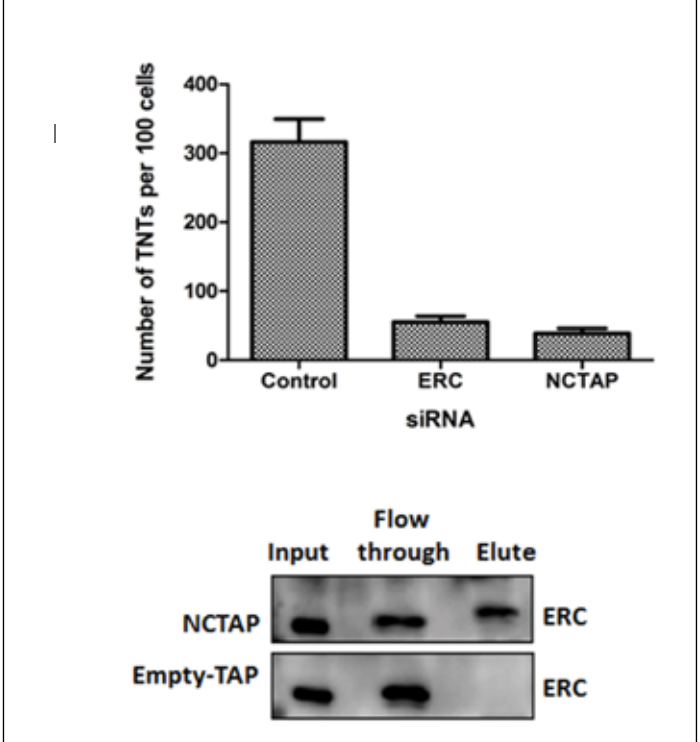 Number of TNTs per 100 cells
400
300
200
100
0
Control ERC NCTAP
siRNA
Flow
Input through Elute
NCTAP ERC
Empty-TAP
ERC